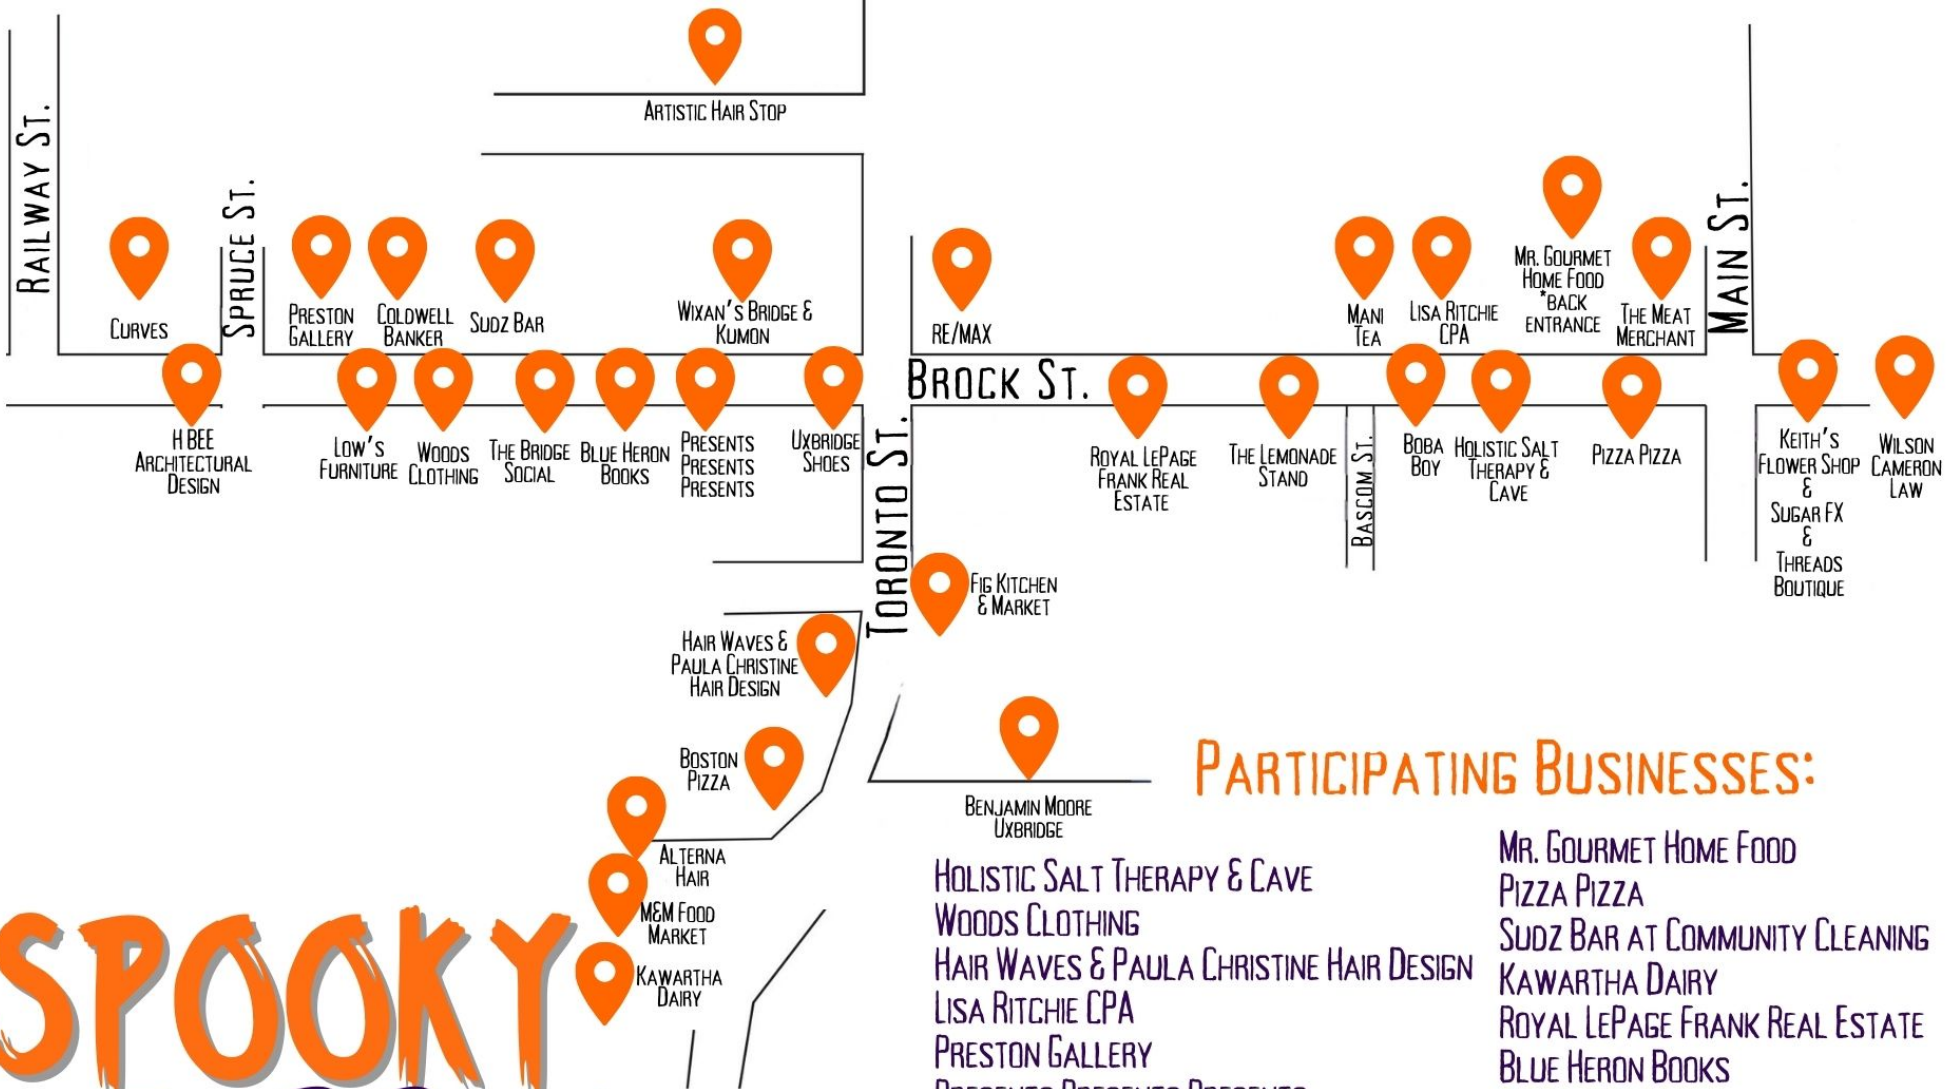 Artistic Hair Stop
Railway St.
Spruce St.
Main St.
Curves
Preston
Gallery
Coldwell
Banker
Sudz Bar
Wixan's Bridge &
Kumon
RE/MAX
Mani
Tea
Lisa Ritchie
CPA
Mr. Gourmet
Home Food
*Back
Entrance
The Meat
Merchant
Brock St.
H Bee
Architectural
Design
Low's
Furniture
Woods
Clothing
The Bridge
Social
Blue Heron
Books
Presents
Presents
Presents
Uxbridge
Shoes
Toronto St.
Royal LePage
Frank Real
Estate
The Lemonade
Stand
Bascom St.
Boba
Boy
Holistic Salt
Therapy &
Cave
Pizza Pizza
Keith's
Flower Shop
&
Sugar FX
&
Threads
Boutique
Wilson
Cameron
Law
Fig Kitchen
& Market
Hair Waves &
Paula Christine
Hair Design
Boston
Pizza
Benjamin Moore
Uxbridge
Alterna
Hair
M&M Food
Market
Kawartha
Dairy
SPOOKY
Participating Businesses:
Holistic Salt Therapy & Cave
Woods Clothing
Hair Waves & Paula Christine Hair Design
Lisa Ritchie CPA
Preston Gallery
Presents Presents Presents
Mr. Gourmet Home Food
Pizza Pizza
Sudz Bar at Community Cleaning
Kawartha Dairy
Royal LePage Frank Real Estate
Blue Heron Books